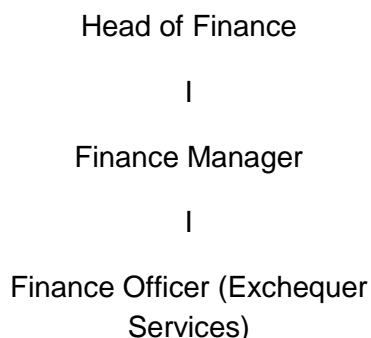 Head of Finance
I
Finance Manager
I
Finance Officer (Exchequer
Services)